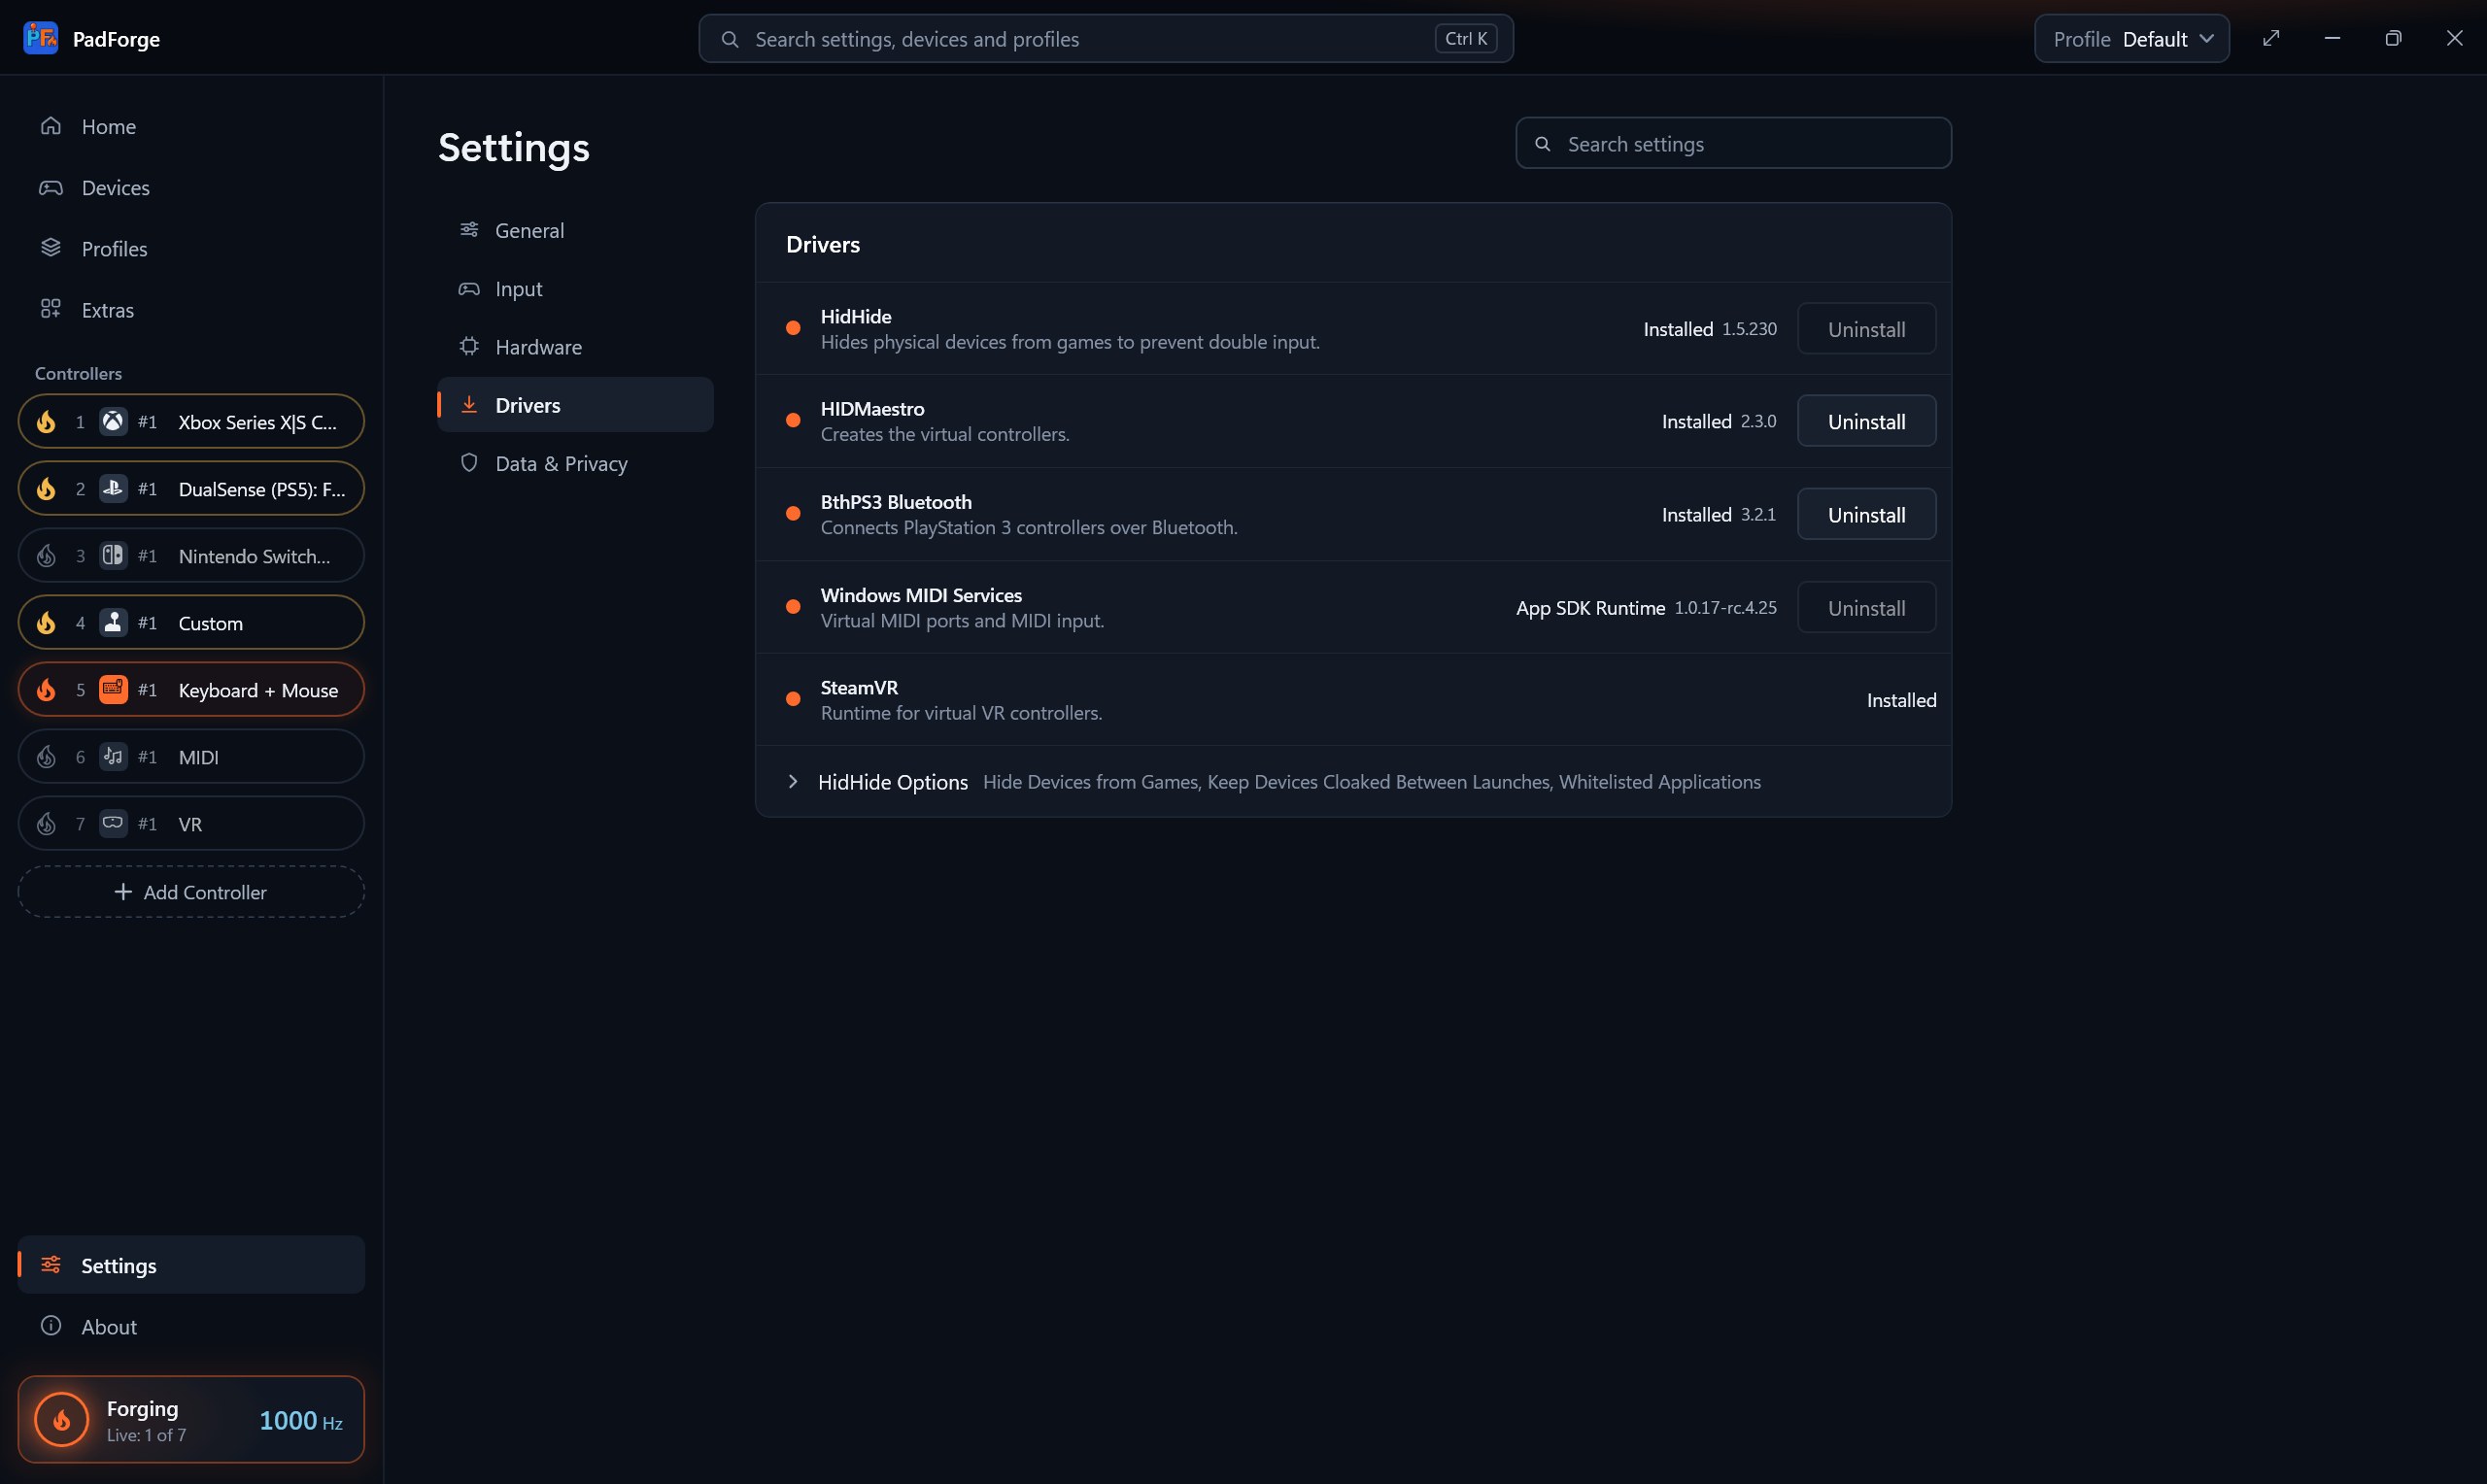 PF
PadForge
Search settings, devices and profiles
Ctrl K
Profile Default
Home
Devices
Profiles
Extras
Controllers
1 #1 Xbox Series X|S C...
2 #1 DualSense (PS5): F...
3 #1 Nintendo Switch...
4 #1 Custom
5 #1 Keyboard + Mouse
6 #1 MIDI
7 #1 VR
Add Controller
Settings
About
Forging
Live: 1 of 7
1000 Hz
Settings
Search settings
General
Input
Hardware
Drivers
Data & Privacy
Drivers
HidHide
Hides physical devices from games to prevent double input.
Installed 1.5.230
Uninstall
HIDMaestro
Creates the virtual controllers.
Installed 2.3.0
Uninstall
BthPS3 Bluetooth
Connects PlayStation 3 controllers over Bluetooth.
Installed 3.2.1
Uninstall
Windows MIDI Services
Virtual MIDI ports and MIDI input.
App SDK Runtime 1.0.17-rc.4.25
Uninstall
SteamVR
Runtime for virtual VR controllers.
Installed
HidHide Options Hide Devices from Games, Keep Devices Cloaked Between Launches, Whitelisted Applications